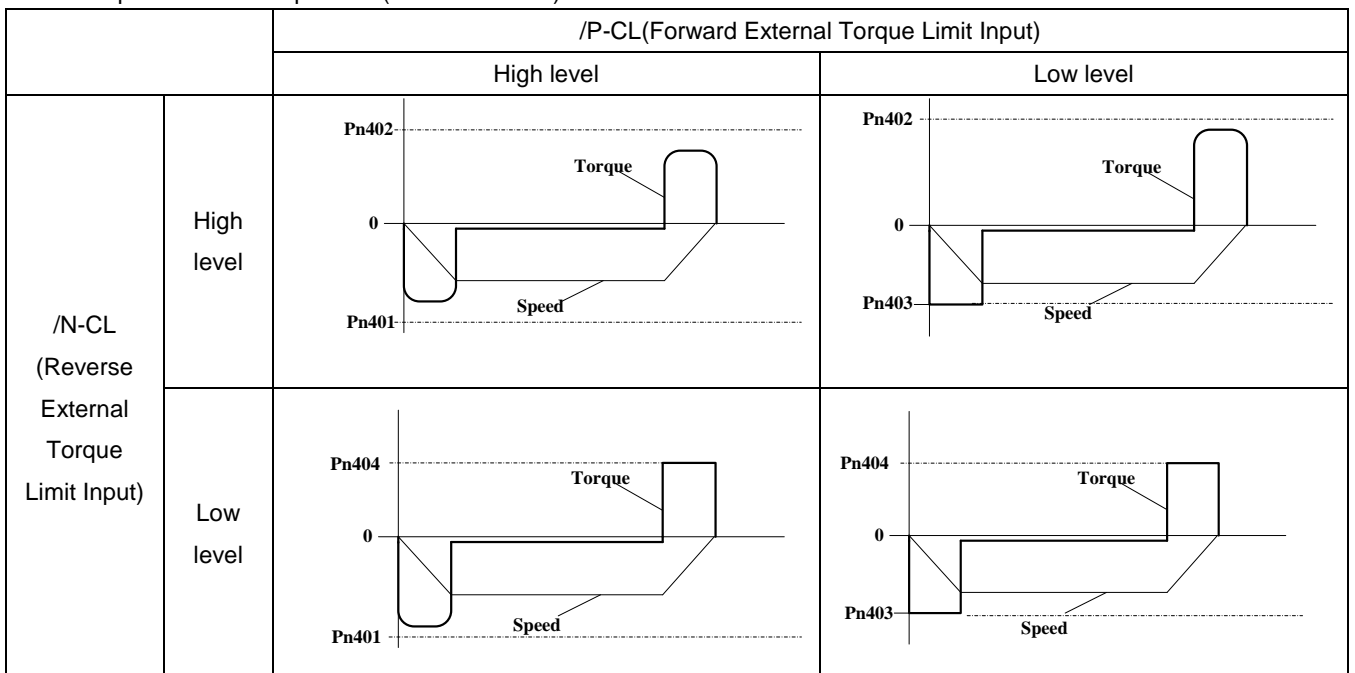 /P-CL(Forward External Torque Limit Input)
High level
Low level
/N-CL
(Reverse
External
Torque
Limit Input)
High
level
Pn402
Torque
0
Speed
Pn401
Pn402
Torque
0
Pn403
Speed
Low
level
Pn404
Torque
0
Speed
Pn401
Pn404
Torque
0
Pn403
Speed